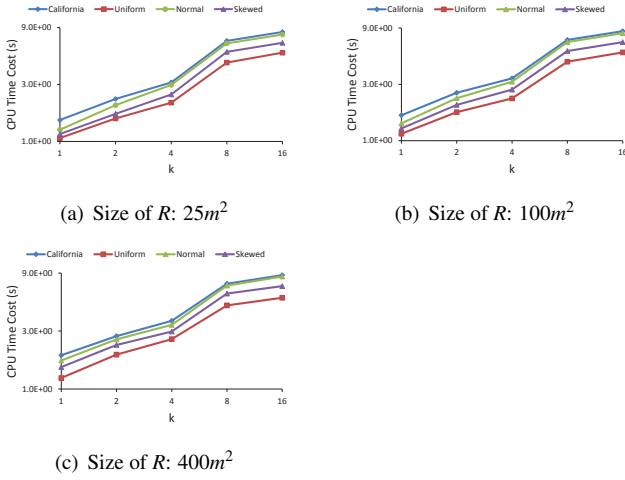 California Uniform Normal Skewed
9.0E+00
3.0E+00
1.0E+00
CPU Time Cost (s)
1 2 4 8 16
k
(a) Size of R: 25m²
California Uniform Normal Skewed
9.0E+00
3.0E+00
1.0E+00
CPU Time Cost (s)
1 2 4 8 16
k
(b) Size of R: 100m²
California Uniform Normal Skewed
9.0E+00
3.0E+00
1.0E+00
CPU Time Cost (s)
1 2 4 8 16
k
(c) Size of R: 400m²